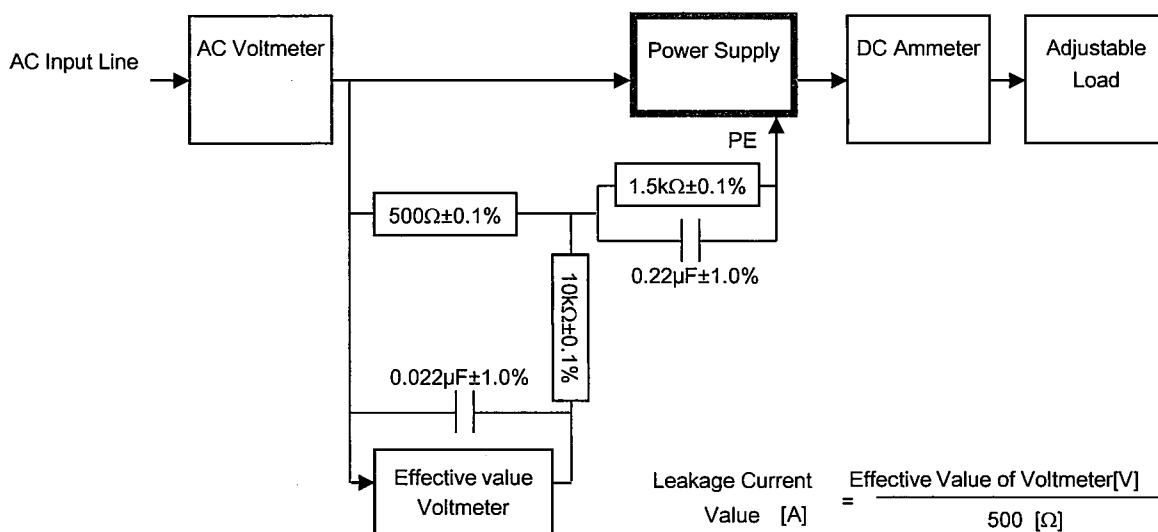 AC Input Line
AC Voltmeter
Power Supply
DC Ammeter
Adjustable
Load
PE
1.5kΩ±0.1%
500Ω±0.1%
0.22µF±1.0%
10kΩ±0.1%
0.022µF±1.0%
Effective value
Voltmeter
Leakage Current
Value [A]
=
Effective Value of Voltmeter[V]
500 [Ω]